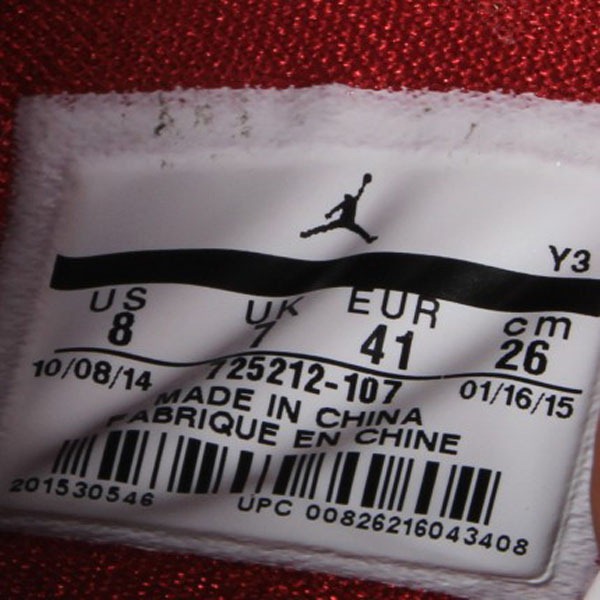 Y3
US UK EUR cm
8 7 41 26
10/08/14 725212-107 01/16/15
MADE IN CHINA
FABRIQUE EN CHINE
201530546 UPC 00826216043408